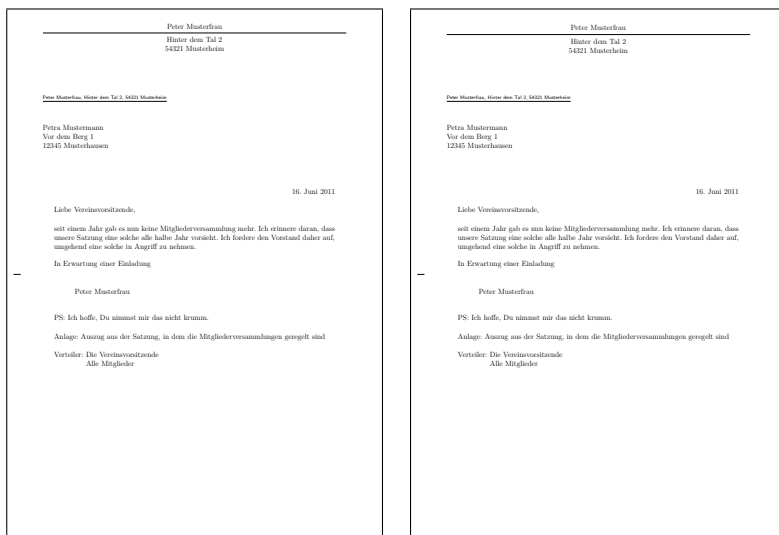 Peter Musterfrau
Hinter dem Tal 2
54321 Musterheim
Peter Musterfrau, Hinter dem Tal 2, 54321 Musterheim
Petra Mustermann
Vor dem Berg 1
12345 Musterhausen
16. Juni 2011
Liebe Vereinsvorsitzende,
seit einem Jahr gab es nun keine Mitgliederversammlung mehr. Ich erinnere daran, dass
unsere Satzung eine solche alle halbe Jahr vorsieht. Ich fordere den Vorstand daher auf,
umgehend eine solche in Angriff zu nehmen.
In Erwartung einer Einladung
Peter Musterfrau
PS: Ich hoffe, Du nimmst mir das nicht krumm.
Anlage: Auszug aus der Satzung, in dem die Mitgliederversammlungen geregelt sind
Verteiler: Die Vereinsvorsitzende
Alle Mitglieder
Peter Musterfrau
Hinter dem Tal 2
54321 Musterheim
Peter Musterfrau, Hinter dem Tal 2, 54321 Musterheim
Petra Mustermann
Vor dem Berg 1
12345 Musterhausen
16. Juni 2011
Liebe Vereinsvorsitzende,
seit einem Jahr gab es nun keine Mitgliederversammlung mehr. Ich erinnere daran, dass
unsere Satzung eine solche alle halbe Jahr vorsieht. Ich fordere den Vorstand daher auf,
umgehend eine solche in Angriff zu nehmen.
In Erwartung einer Einladung
Peter Musterfrau
PS: Ich hoffe, Du nimmst mir das nicht krumm.
Anlage: Auszug aus der Satzung, in dem die Mitgliederversammlungen geregelt sind
Verteiler: Die Vereinsvorsitzende
Alle Mitglieder